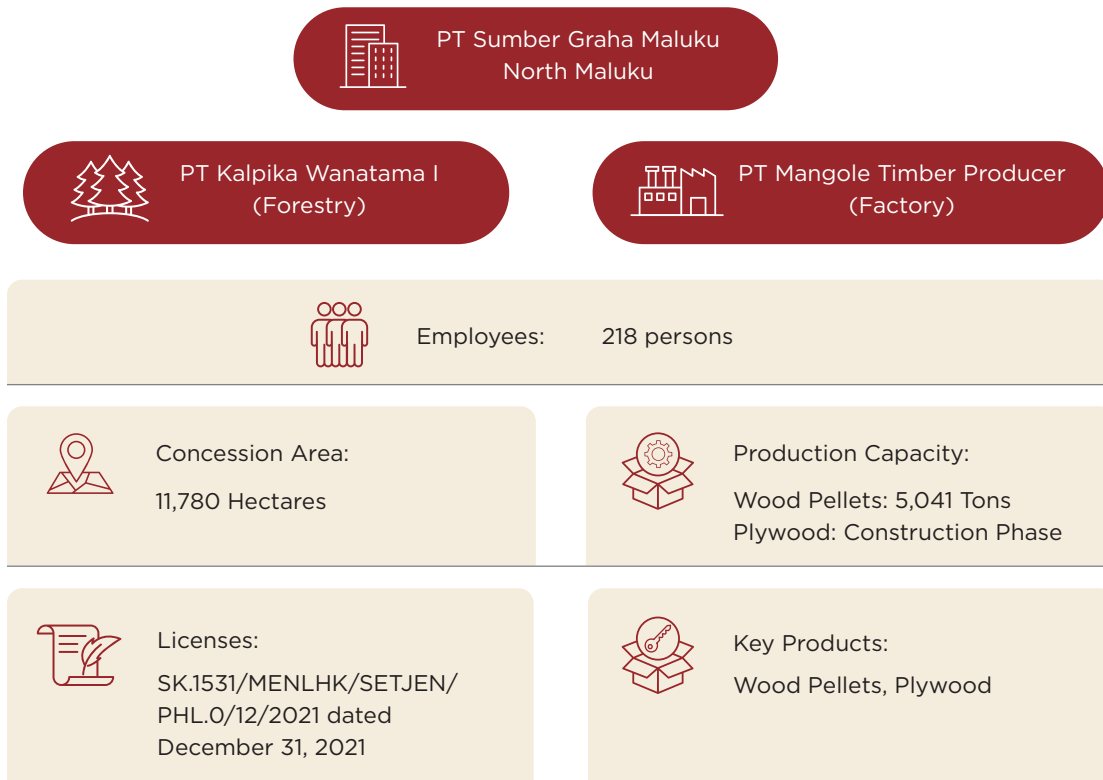 PT Sumber Graha Maluku
North Maluku
PT Kalpika Wanatama I
(Forestry)
PT Mangole Timber Producer
(Factory)
Employees: 218 persons
Concession Area:
11,780 Hectares
Production Capacity:
Wood Pellets: 5,041 Tons
Plywood: Construction Phase
Licenses:
SK.1531/MENLHK/SETJEN/
PHL.0/12/2021 dated
December 31, 2021
Key Products:
Wood Pellets, Plywood